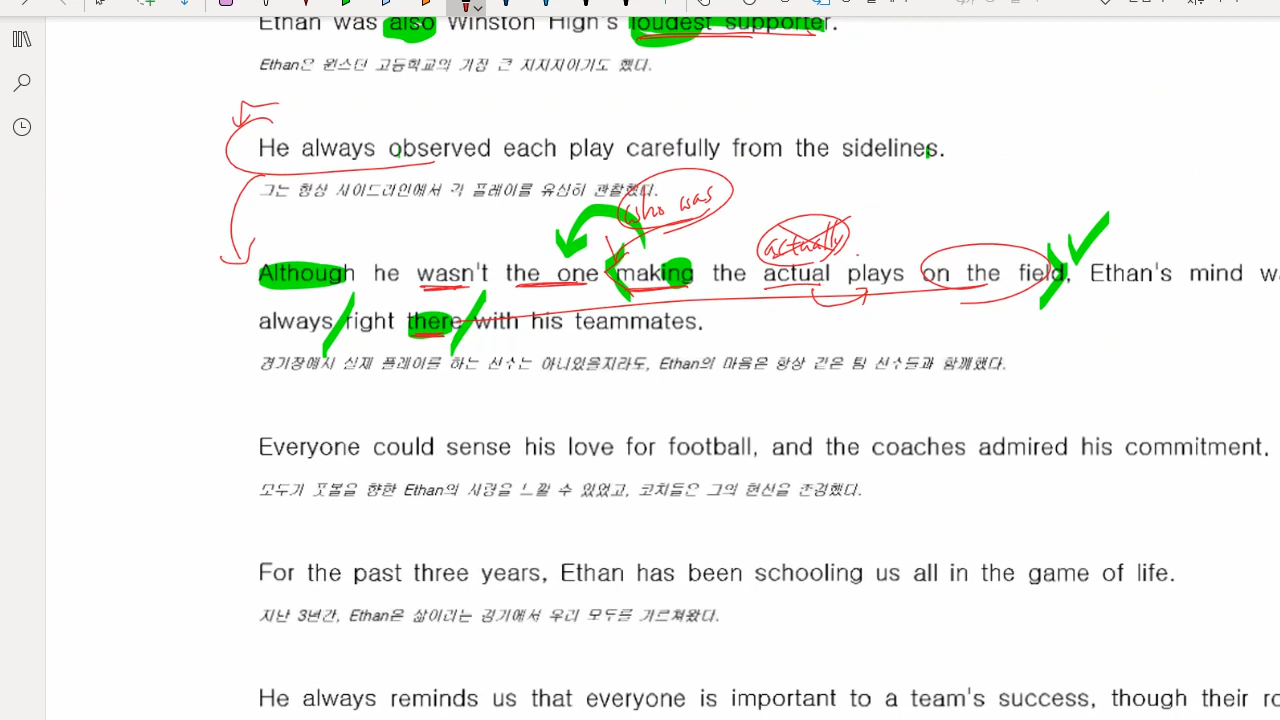 Ethan was also Winston High's loudest supporter.
Ethan은 윈스턴 고등학교의 가장 큰 지지자이기도 했다.
He always observed each play carefully from the sidelines.
그는 항상 사이드라인에서 각 플레이를 유심히 관찰했다.
who was
actually
Although he wasn't the one making the actual plays on the field, Ethan's mind wa
always right there with his teammates.
경기장에서 실제 플레이를 하는 선수는 아니었을지라도, Ethan의 마음은 항상 같은 팀 선수들과 함께했다.
Everyone could sense his love for football, and the coaches admired his commitment.
모두가 풋볼을 향한 Ethan의 사랑을 느낄 수 있었고, 코치들은 그의 헌신을 존경했다.
For the past three years, Ethan has been schooling us all in the game of life.
지난 3년간, Ethan은 삶이라는 경기에서 우리 모두를 가르쳐왔다.
He always reminds us that everyone is important to a team's success, though their ro